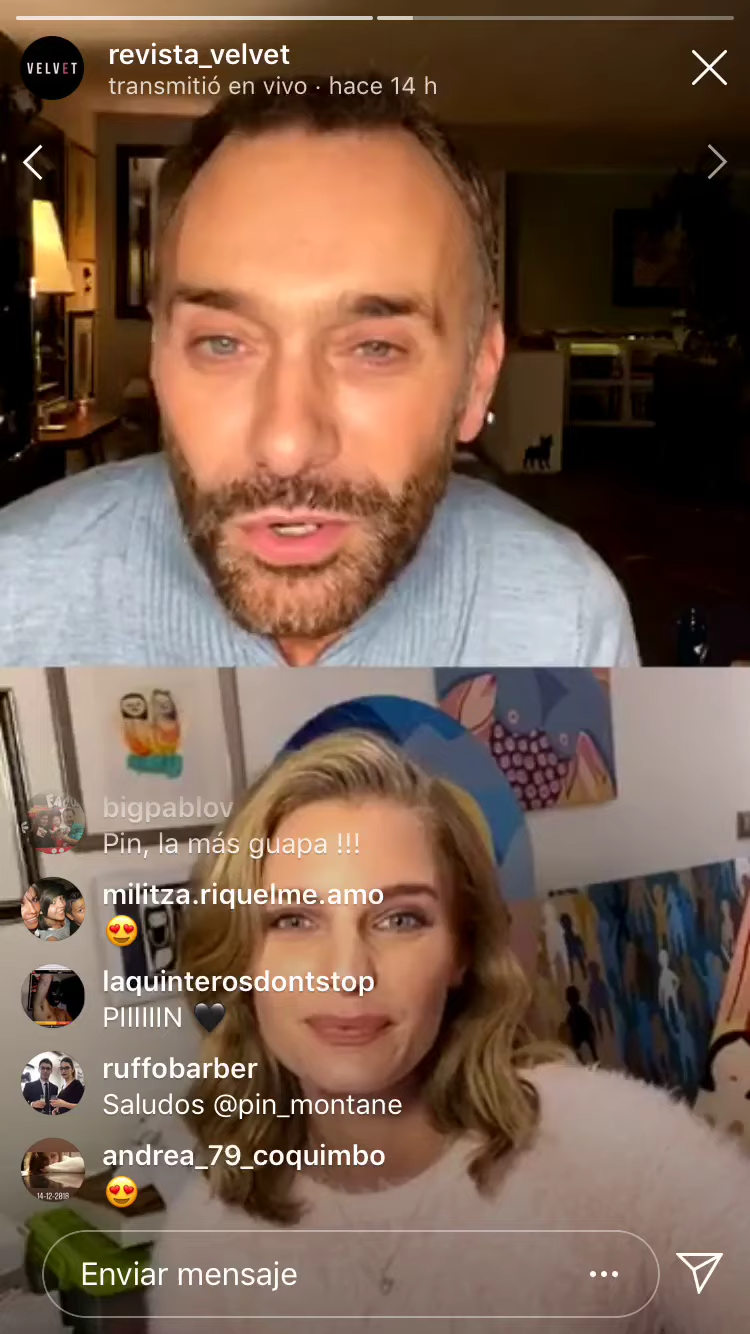 VELVET
revista_velvet
transmitió en vivo · hace 14 h
bigpablov
Pin, la más guapa !!!
militza.riquelme.amo
😍
laquinterosdontstop
PIIIIIIN 🖤
ruffobarber
Saludos @pin_montane
andrea_79_coquimbo
😍
14-12-2018
Enviar mensaje